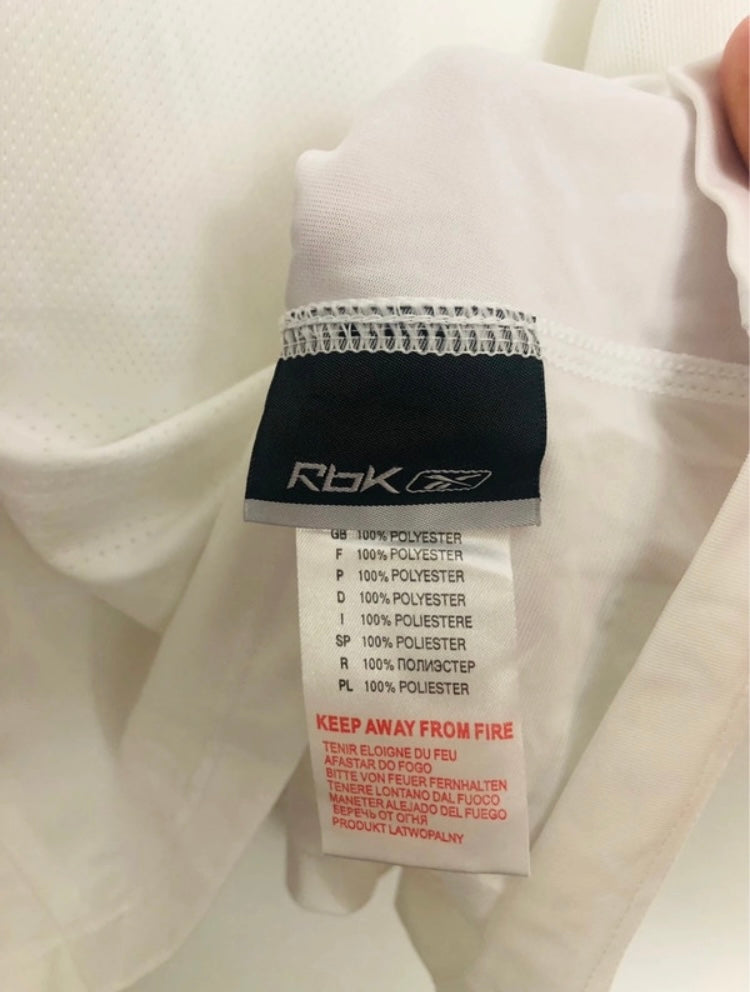 RbK
GB 100% POLYESTER
F 100% POLYESTER
P 100% POLYESTER
D 100% POLYESTER
I 100% POLIESTERE
SP 100% POLIESTER
R 100% ПОЛИЭСТЕР
PL 100% POLIESTER
KEEP AWAY FROM FIRE
TENIR ELOIGNE DU FEU
AFASTAR DO FOGO
BITTE VON FEUER FERNHALTEN
TENERE LONTANO DAL FUOCO
MANETER ALEJADO DEL FUEGO
БЕРЕЧЬ ОТ ОГНЯ
PRODUKT LATWOPALNY